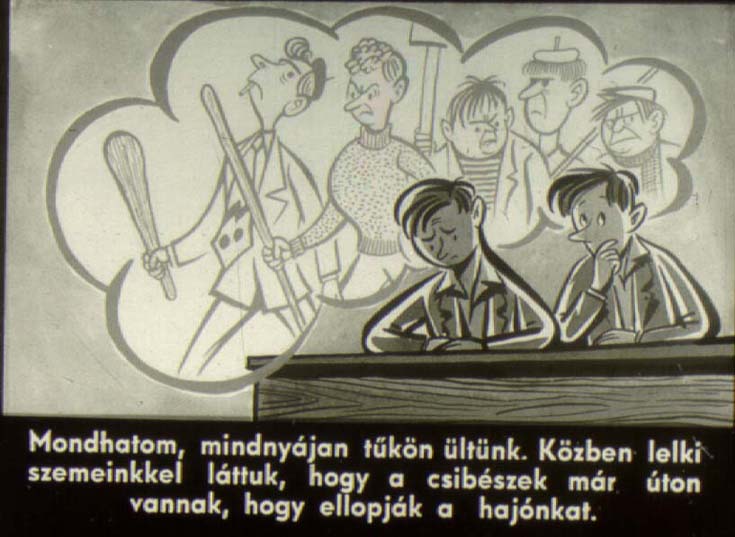 Mondhatom, mindnyájan tűkön ültünk. Közben lelki
szemeinkkel láttuk, hogy a csibészek már úton
vannak, hogy ellopják a hajónkat.